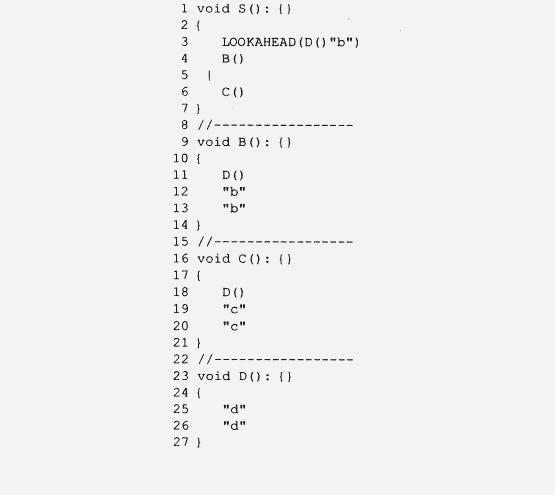 1 void S(): {}
2 {
3    LOOKAHEAD(D()"b")
4    B()
5  |
6    C()
7 }
8 //-----------------
9 void B(): {}
10 {
11    D()
12    "b"
13    "b"
14 }
15 //-----------------
16 void C(): {}
17 {
18    D()
19    "c"
20    "c"
21 }
22 //-----------------
23 void D(): {}
24 {
25    "d"
26    "d"
27 }